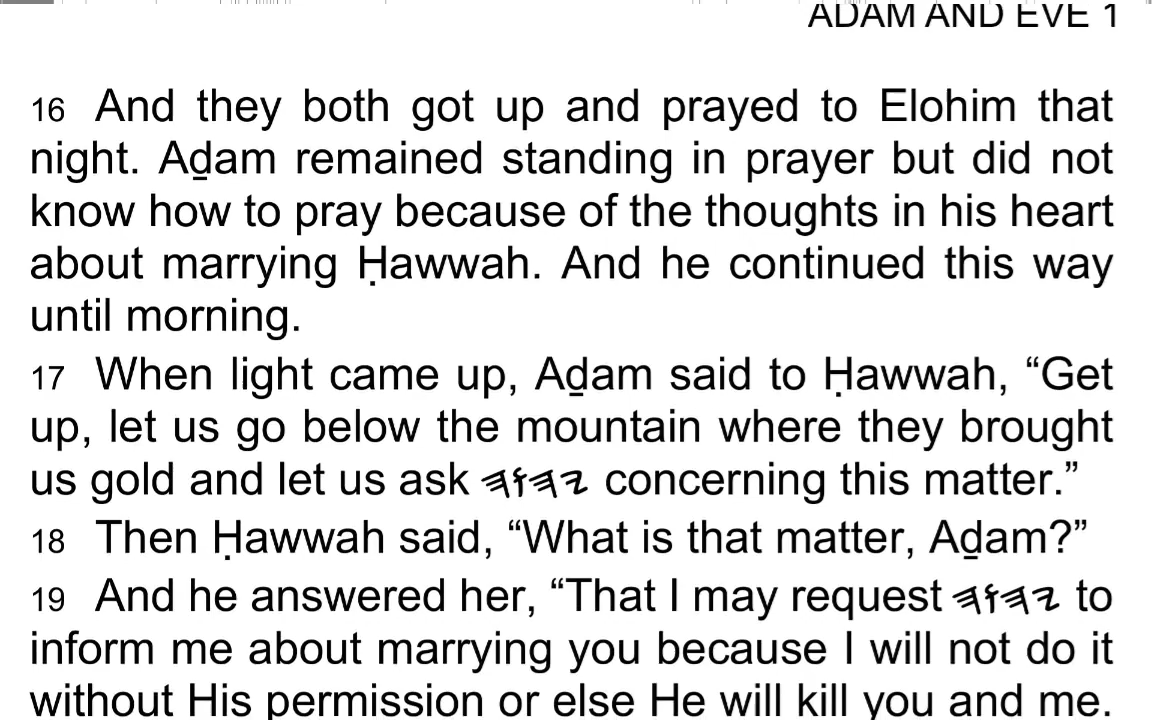 ADAM AND EVE 1
16 And they both got up and prayed to Elohim that
night. Aḏam remained standing in prayer but did not
know how to pray because of the thoughts in his heart
about marrying Ḥawwah. And he continued this way
until morning.
17 When light came up, Aḏam said to Ḥawwah, “Get
up, let us go below the mountain where they brought
us gold and let us ask 𐤉𐤄𐤅𐤄 concerning this matter.”
18 Then Ḥawwah said, “What is that matter, Aḏam?”
19 And he answered her, “That I may request 𐤉𐤄𐤅𐤄 to
inform me about marrying you because I will not do it
without His permission or else He will kill you and me.